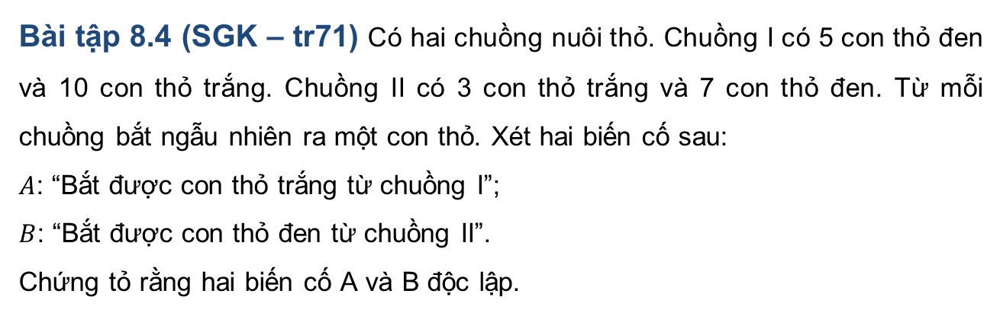 Bài tập 8.4 (SGK – tr71) Có hai chuồng nuôi thỏ. Chuồng I có 5 con thỏ đen
và 10 con thỏ trắng. Chuồng II có 3 con thỏ trắng và 7 con thỏ đen. Từ mỗi
chuồng bắt ngẫu nhiên ra một con thỏ. Xét hai biến cố sau:
A: “Bắt được con thỏ trắng từ chuồng I”;
B: “Bắt được con thỏ đen từ chuồng II”.
Chứng tỏ rằng hai biến cố A và B độc lập.